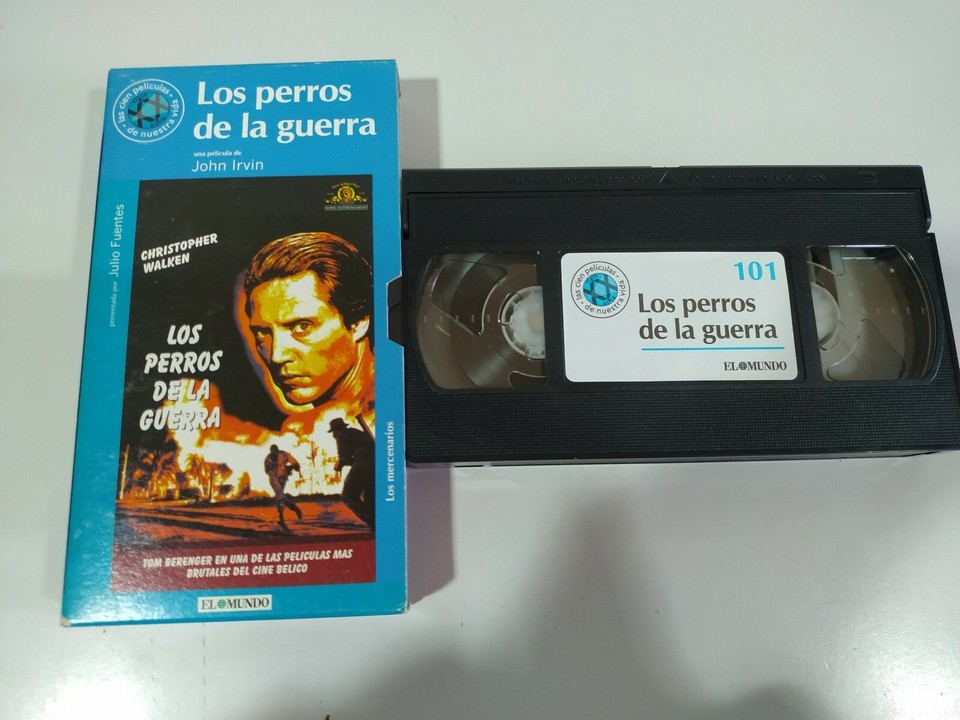 las cien películas
de nuestra vida
Los perros
de la guerra
una película de
John Irvin
presentada por Julio Fuentes
CHRISTOPHER
WALKEN
LOS
PERROS
DE LA
GUERRA
Los mercenarios
TOM BERENGER EN UNA DE LAS PELICULAS MAS
BRUTALES DEL CINE BELICO
EL MUNDO
las cien películas
de nuestra vida
101
Los perros
de la guerra
EL MUNDO